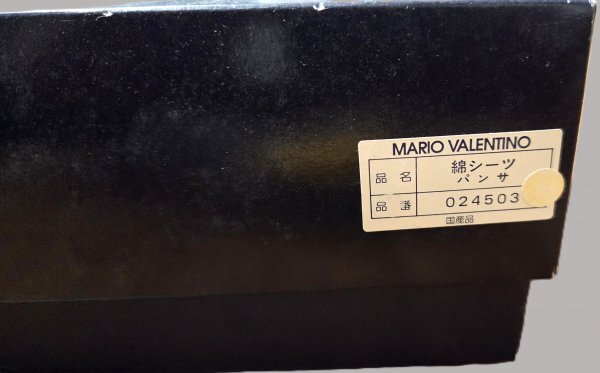 MARIO VALENTINO
品名 綿シーツ
パンサ
品番 024503
国産品